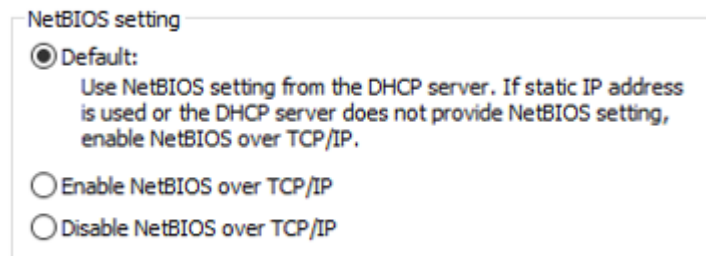 NetBIOS setting
Default:
Use NetBIOS setting from the DHCP server. If static IP address
is used or the DHCP server does not provide NetBIOS setting,
enable NetBIOS over TCP/IP.
Enable NetBIOS over TCP/IP
Disable NetBIOS over TCP/IP